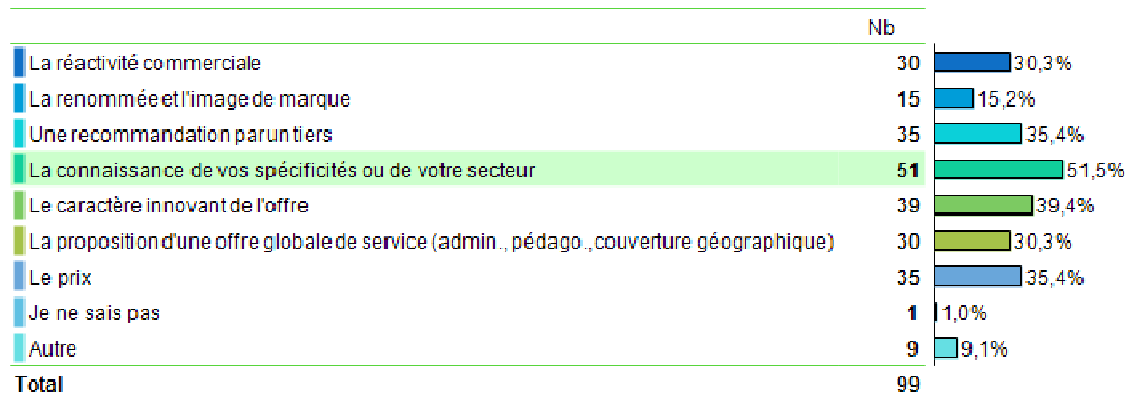 Nb
La réactivité commerciale 30 30,3%
La renommée et l'image de marque 15 15,2%
Une recommandation par un tiers 35 35,4%
La connaissance de vos spécificités ou de votre secteur 51 51,5%
Le caractère innovant de l'offre 39 39,4%
La proposition d'une offre globale de service (admin., pédago., couverture géographique) 30 30,3%
Le prix 35 35,4%
Je ne sais pas 1 1,0%
Autre 9 9,1%
Total 99